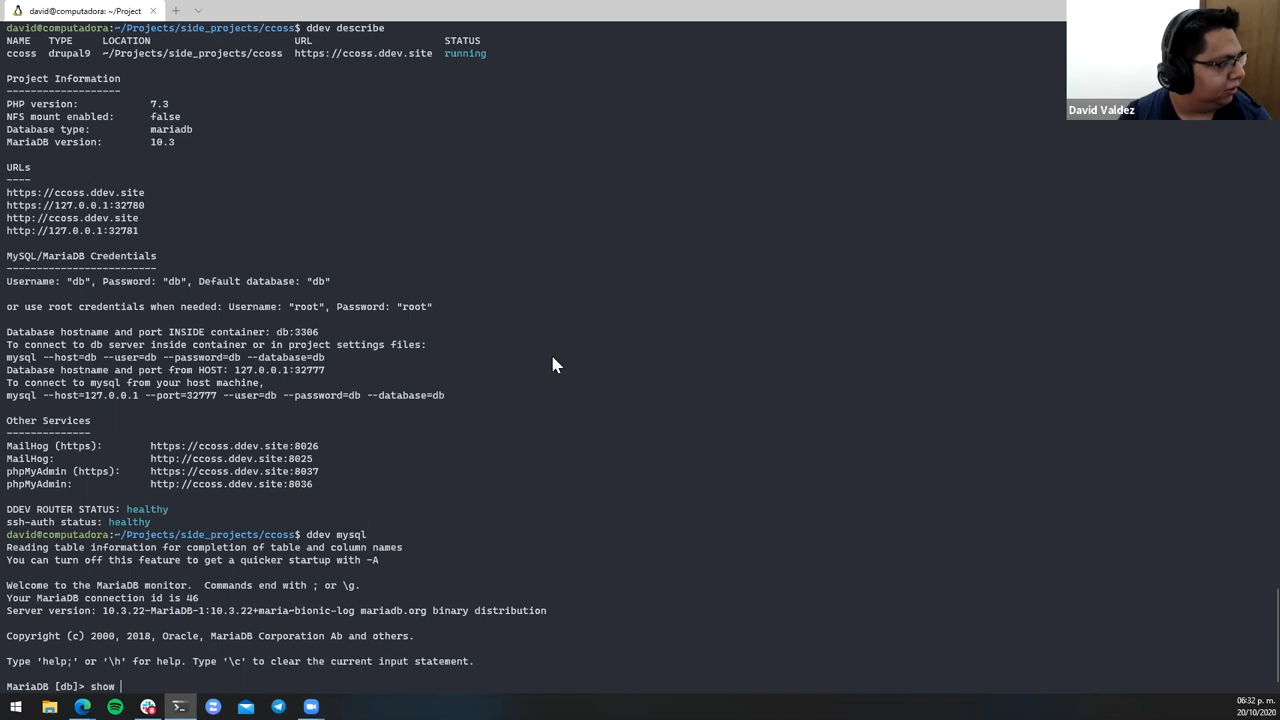 david@computadora: ~/Project
david@computadora:~/Projects/side_projects/ccoss$ ddev describe
NAME TYPE LOCATION URL STATUS
ccoss drupal9 ~/Projects/side_projects/ccoss https://ccoss.ddev.site running
Project Information
-------------------
PHP version: 7.3
NFS mount enabled: false
Database type: mariadb
MariaDB version: 10.3
URLs
----
https://ccoss.ddev.site
https://127.0.0.1:32780
http://ccoss.ddev.site
http://127.0.0.1:32781
MySQL/MariaDB Credentials
-------------------------
Username: "db", Password: "db", Default database: "db"
or use root credentials when needed: Username: "root", Password: "root"
Database hostname and port INSIDE container: db:3306
To connect to db server inside container or in project settings files:
mysql --host=db --user=db --password=db --database=db
Database hostname and port from HOST: 127.0.0.1:32777
To connect to mysql from your host machine,
mysql --host=127.0.0.1 --port=32777 --user=db --password=db --database=db
Other Services
--------------
MailHog (https): https://ccoss.ddev.site:8026
MailHog: http://ccoss.ddev.site:8025
phpMyAdmin (https): https://ccoss.ddev.site:8037
phpMyAdmin: http://ccoss.ddev.site:8036
DDEV ROUTER STATUS: healthy
ssh-auth status: healthy
david@computadora:~/Projects/side_projects/ccoss$ ddev mysql
Reading table information for completion of table and column names
You can turn off this feature to get a quicker startup with -A
Welcome to the MariaDB monitor.  Commands end with ; or \g.
Your MariaDB connection id is 46
Server version: 10.3.22-MariaDB-1:10.3.22+maria~bionic-log mariadb.org binary distribution
Copyright (c) 2000, 2018, Oracle, MariaDB Corporation Ab and others.
Type 'help;' or '\h' for help. Type '\c' to clear the current input statement.
MariaDB [db]> show
David Valdez
06:32 p. m.
20/10/2020